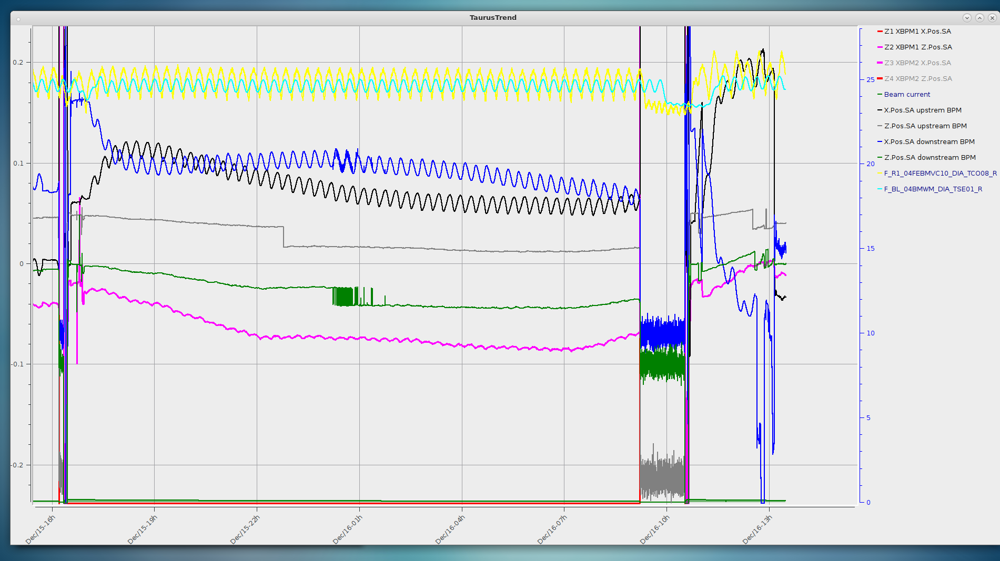 TaurusTrend
Z1 XBPM1 X.Pos.SA
Z2 XBPM1 Z.Pos.SA
Z3 XBPM2 X.Pos.SA
Z4 XBPM2 Z.Pos.SA
Beam current
X.Pos.SA upstrem BPM
Z.Pos.SA upstream BPM
X.Pos.SA downstream BPM
Z.Pos.SA downstream BPM
F_R1_04FEBMVC10_DIA_TCO08_R
F_BL_04BMWM_DIA_TSE01_R
0.2
0.1
0
-0.1
-0.2
25
20
15
10
5
0
Dec/15-16h
Dec/15-19h
Dec/15-22h
Dec/16-01h
Dec/16-04h
Dec/16-07h
Dec/16-10h
Dec/16-13h